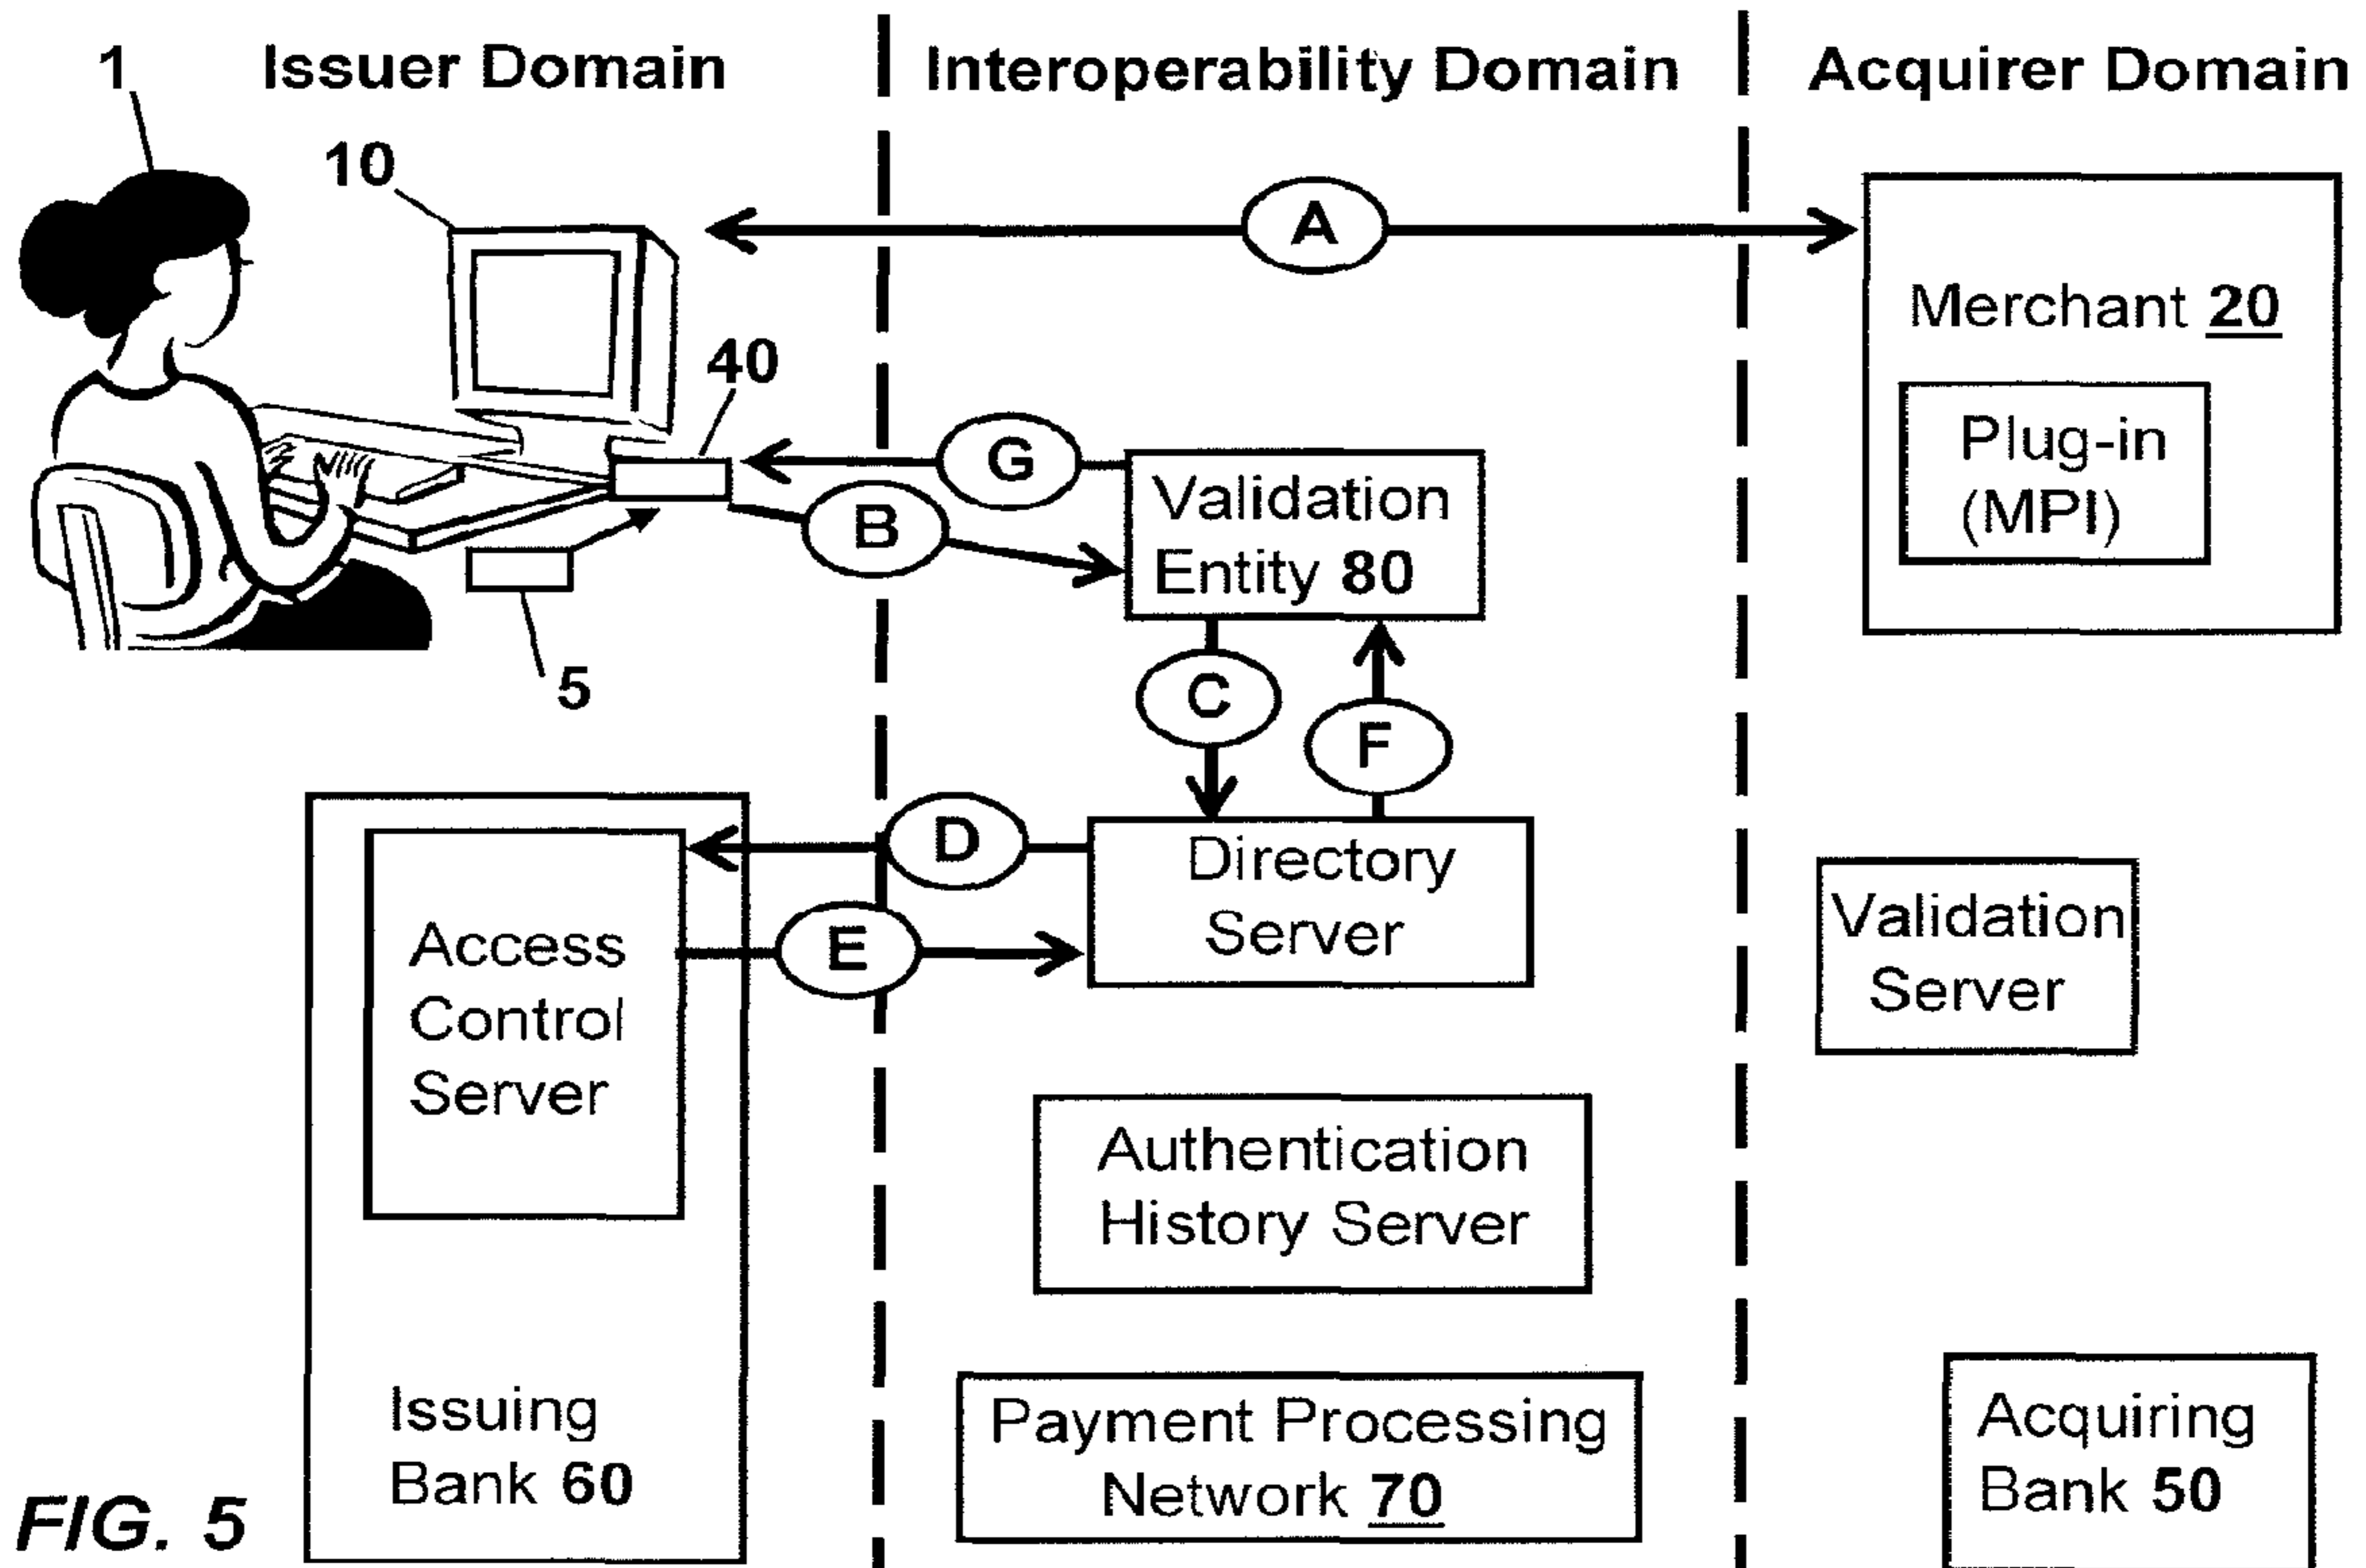 Issuer Domain
Interoperability Domain
Acquirer Domain
1
10
A
Merchant 20
Plug-in
(MPI)
40
G
B
Validation
Entity 80
5
C
F
D
E
Directory
Server
Validation
Server
Access
Control
Server
Authentication
History Server
Issuing
Bank 60
Payment Processing
Network 70
Acquiring
Bank 50
FIG. 5